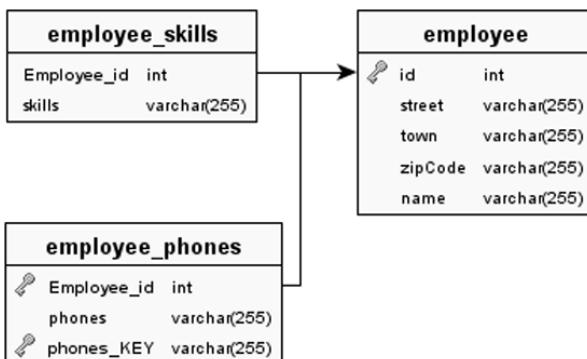 employee_skills
Employee_id int
skills varchar(255)
employee
id int
street varchar(255)
town varchar(255)
zipCode varchar(255)
name varchar(255)
employee_phones
Employee_id int
phones varchar(255)
phones_KEY varchar(255)